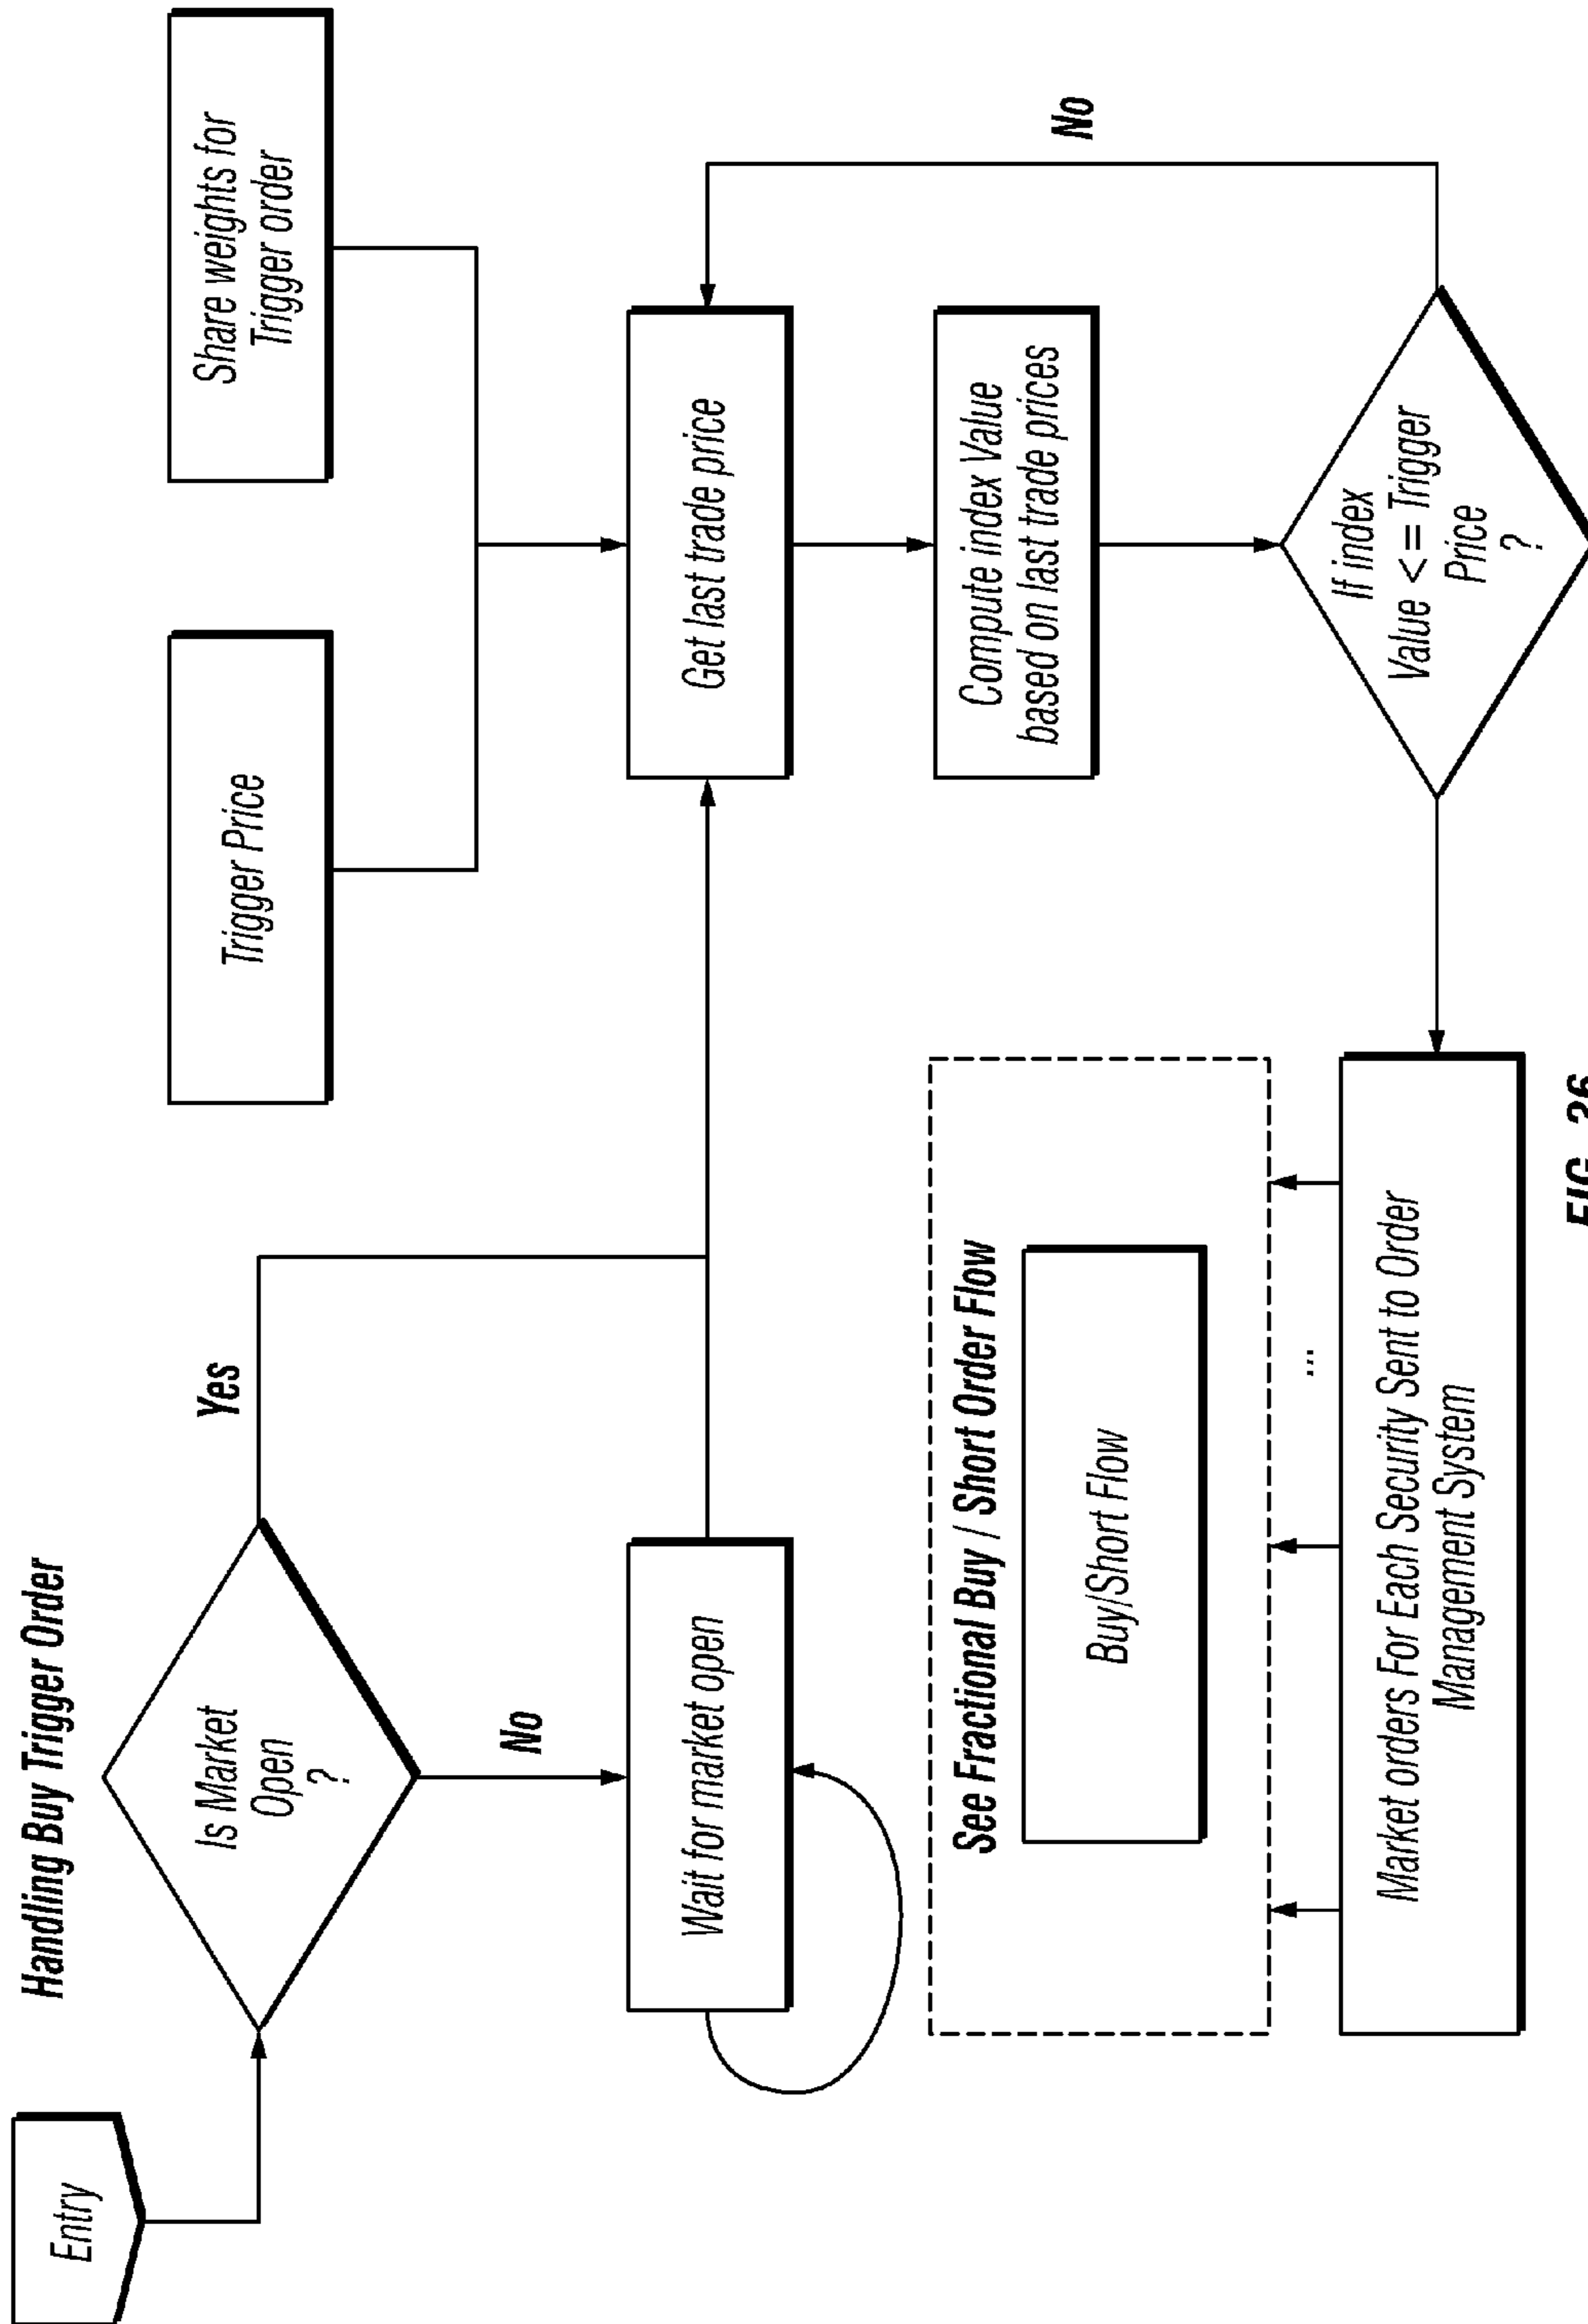 Handling Buy Trigger Order
Entry
Is Market
Open
?
Yes
No
Wait for market open
Trigger Price
Share weights for
Trigger order
Get last trade price
Compute index Value
based on last trade prices
If index
Value <= Trigger
Price
?
No
See Fractional Buy / Short Order Flow
Buy/Short Flow
...
Market orders For Each Security Sent to Order
Management System
FIG. 26